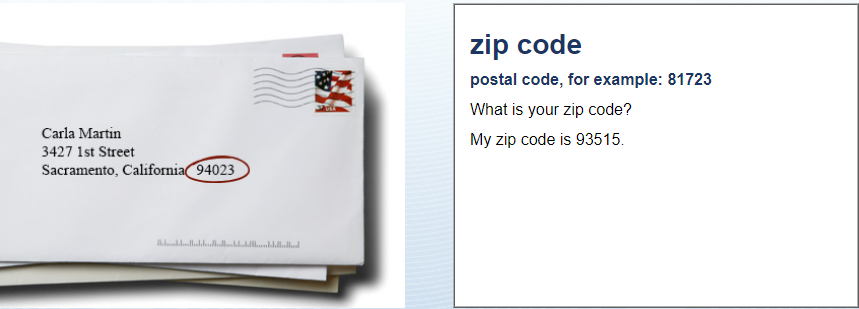 Carla Martin
3427 1st Street
Sacramento, California 94023
USA
zip code
postal code, for example: 81723
What is your zip code?
My zip code is 93515.